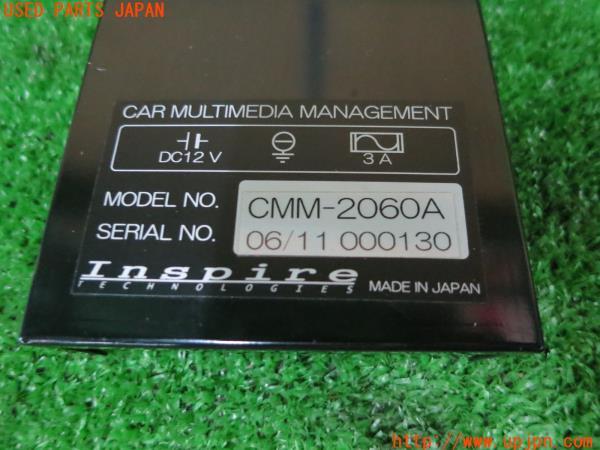 USED PARTS JAPAN
CAR MULTIMEDIA MANAGEMENT
DC12 V
3 A
MODEL NO. CMM-2060A
SERIAL NO. 06/11 000130
Inspire
TECHNOLOGIES
MADE IN JAPAN
http://www.upjpn.com